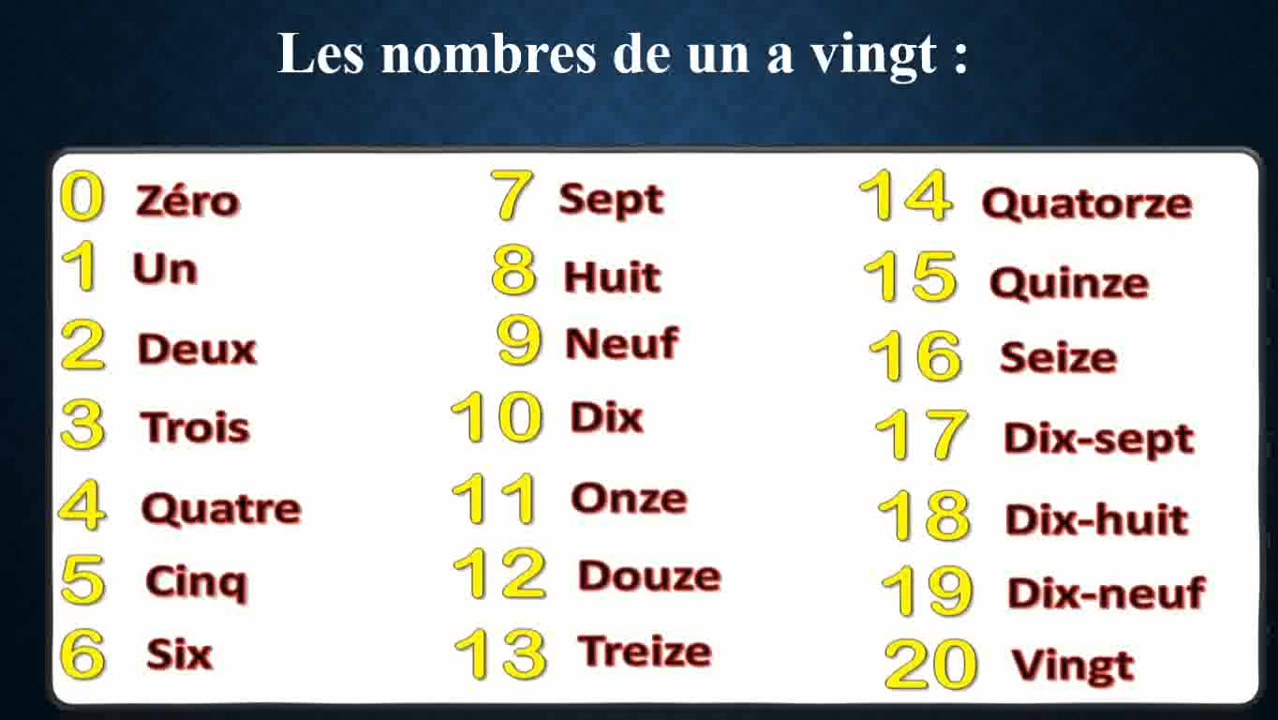 Les nombres de un a vingt :
0 Zéro
1 Un
2 Deux
3 Trois
4 Quatre
5 Cinq
6 Six
7 Sept
8 Huit
9 Neuf
10 Dix
11 Onze
12 Douze
13 Treize
14 Quatorze
15 Quinze
16 Seize
17 Dix-sept
18 Dix-huit
19 Dix-neuf
20 Vingt